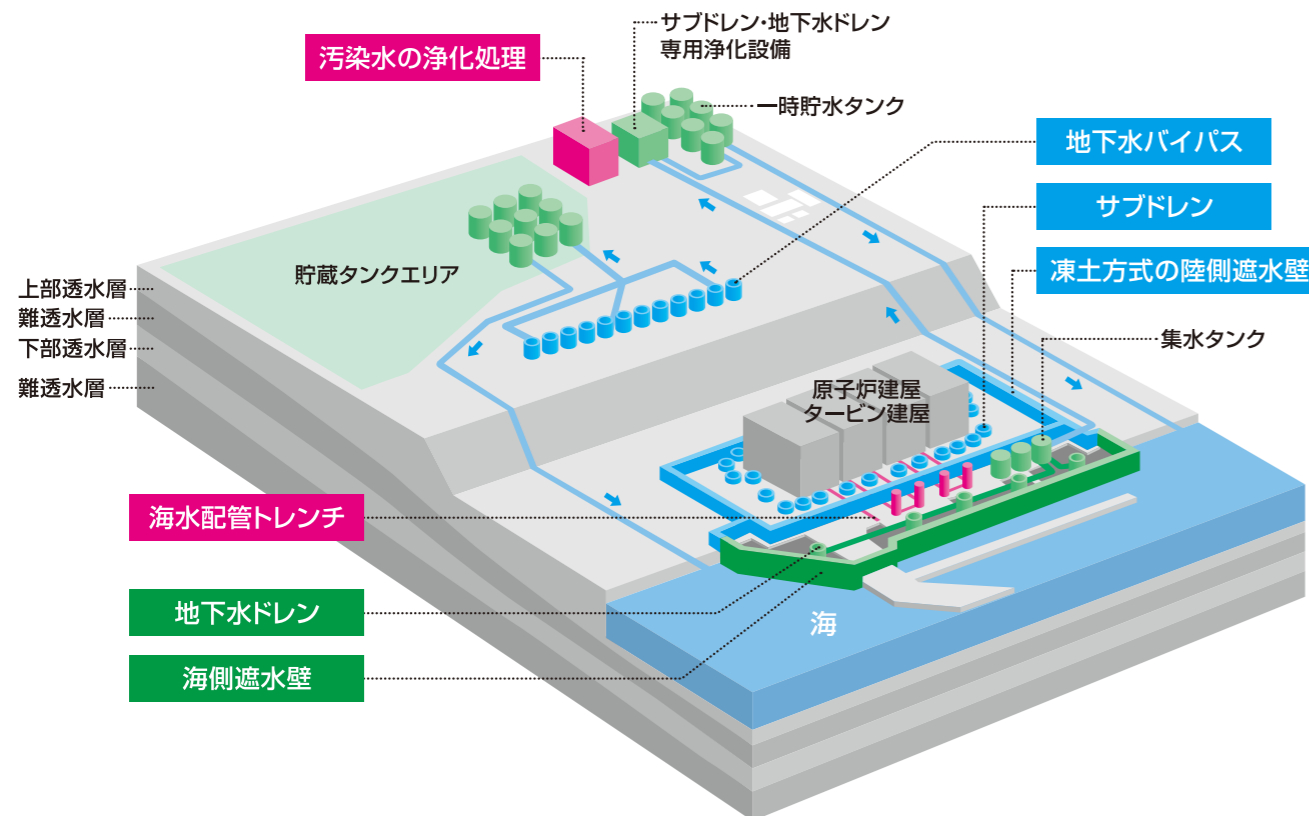 サブドレン・地下水ドレン
専用浄化設備
汚染水の浄化処理
一時貯水タンク
地下水バイパス
サブドレン
凍土方式の陸側遮水壁
貯蔵タンクエリア
上部透水層
難透水層
下部透水層
難透水層
集水タンク
原子炉建屋
タービン建屋
海水配管トレンチ
地下水ドレン
海
海側遮水壁